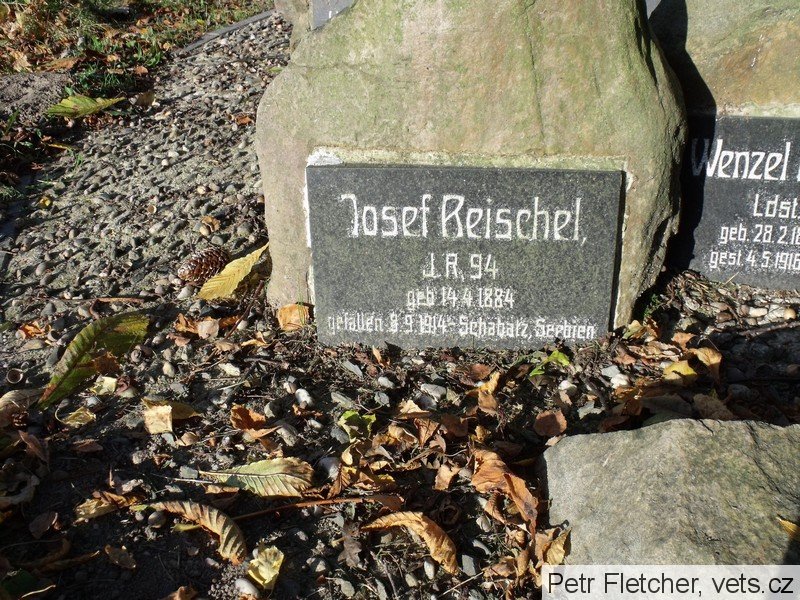 Josef Reischel,
J.R. 94
geb. 14.4.1884
gefallen 8.9.1914 - Schabatz, Serbien
Wenzel
Ldst.
geb. 28.2.18
gest 4.5.1916
Petr Fletcher, vets.cz